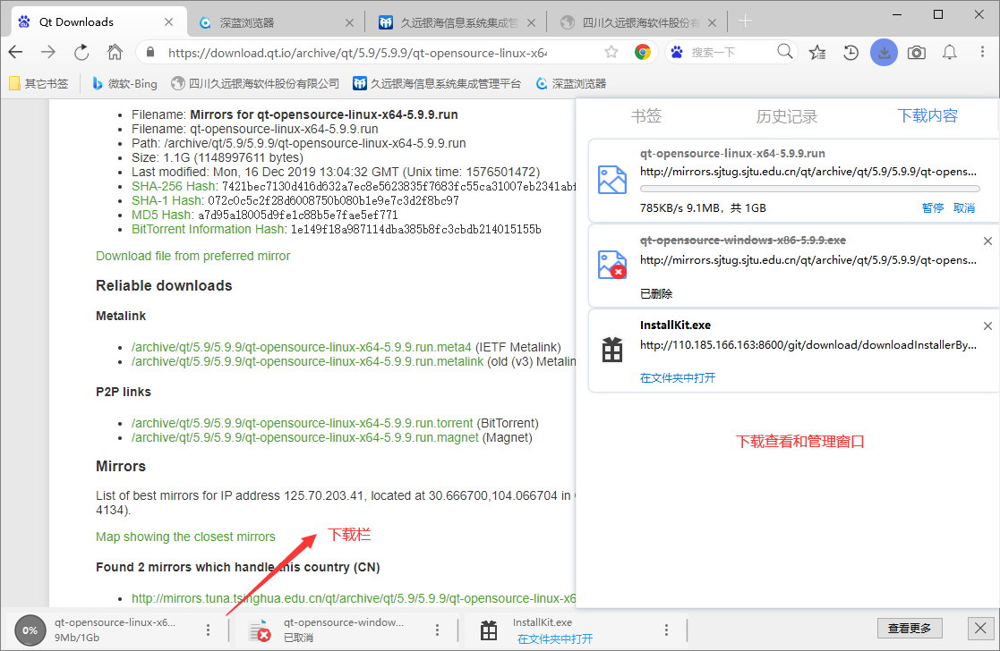 Qt Downloads
深蓝浏览器
久远银海信息系统集成管
四川久远银海软件股份有
https://download.qt.io/archive/qt/5.9/5.9.9/qt-opensource-linux-x6
搜索一下
其它书签
微软-Bing
四川久远银海软件股份有限公司
久远银海信息系统集成管理平台
深蓝浏览器
Filename: Mirrors for qt-opensource-linux-x64-5.9.9.run
Filename: qt-opensource-linux-x64-5.9.9.run
Path: /archive/qt/5.9/5.9.9/qt-opensource-linux-x64-5.9.9.run
Size: 1.1G (1148997611 bytes)
Last modified: Mon, 16 Dec 2019 13:04:32 GMT (Unix time: 1576501472)
SHA-256 Hash: 7421bec7130d416d632a7ec8e5623835f7683fc55ca31007eb2341abf
SHA-1 Hash: 072c0c5c2f28d6008750b080b1e9e7c3d2f8bc97
MD5 Hash: a7d95a18005d9fe1c88b5e7fae5ef771
BitTorrent Information Hash: 1e149f18a987114dba385b8fc3cbdb214015155b
Download file from preferred mirror
Reliable downloads
Metalink
/archive/qt/5.9/5.9.9/qt-opensource-linux-x64-5.9.9.run.meta4 (IETF Metalink)
/archive/qt/5.9/5.9.9/qt-opensource-linux-x64-5.9.9.run.metalink (old (v3) Metalin
P2P links
/archive/qt/5.9/5.9.9/qt-opensource-linux-x64-5.9.9.run.torrent (BitTorrent)
/archive/qt/5.9/5.9.9/qt-opensource-linux-x64-5.9.9.run.magnet (Magnet)
Mirrors
List of best mirrors for IP address 125.70.203.41, located at 30.666700,104.066704 in
4134).
Map showing the closest mirrors
下载栏
Found 2 mirrors which handle this country (CN)
http://mirrors.tuna.tsinghua.edu.cn/qt/archive/qt/5.9/5.9.9/qt-opensource-linux-x6
书签
历史记录
下载内容
qt-opensource-linux-x64-5.9.9.run
http://mirrors.sjtug.sjtu.edu.cn/qt/archive/qt/5.9/5.9.9/qt-opens...
785KB/s 9.1MB，共 1GB
暂停 取消
qt-opensource-windows-x86-5.9.9.exe
http://mirrors.sjtug.sjtu.edu.cn/qt/archive/qt/5.9/5.9.9/qt-opens...
已删除
InstallKit.exe
http://110.185.166.163:8600/git/download/downloadInstallerBy...
在文件夹中打开
下载查看和管理窗口
0%
qt-opensource-linux-x6...
9Mb/1Gb
qt-opensource-window...
已取消
InstallKit.exe
在文件夹中打开
查看更多